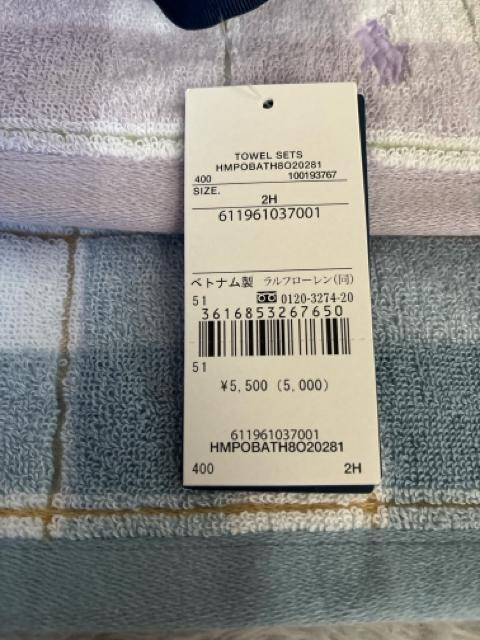 TOWEL SETS
HMPOBATH8O20281
400 100193767
SIZE.
2H
611961037001
ベトナム製 ラルフローレン(同)
51 0120-3274-20
3616853267650
51
¥5,500 (5,000)
611961037001
HMPOBATH8O20281
400 2H